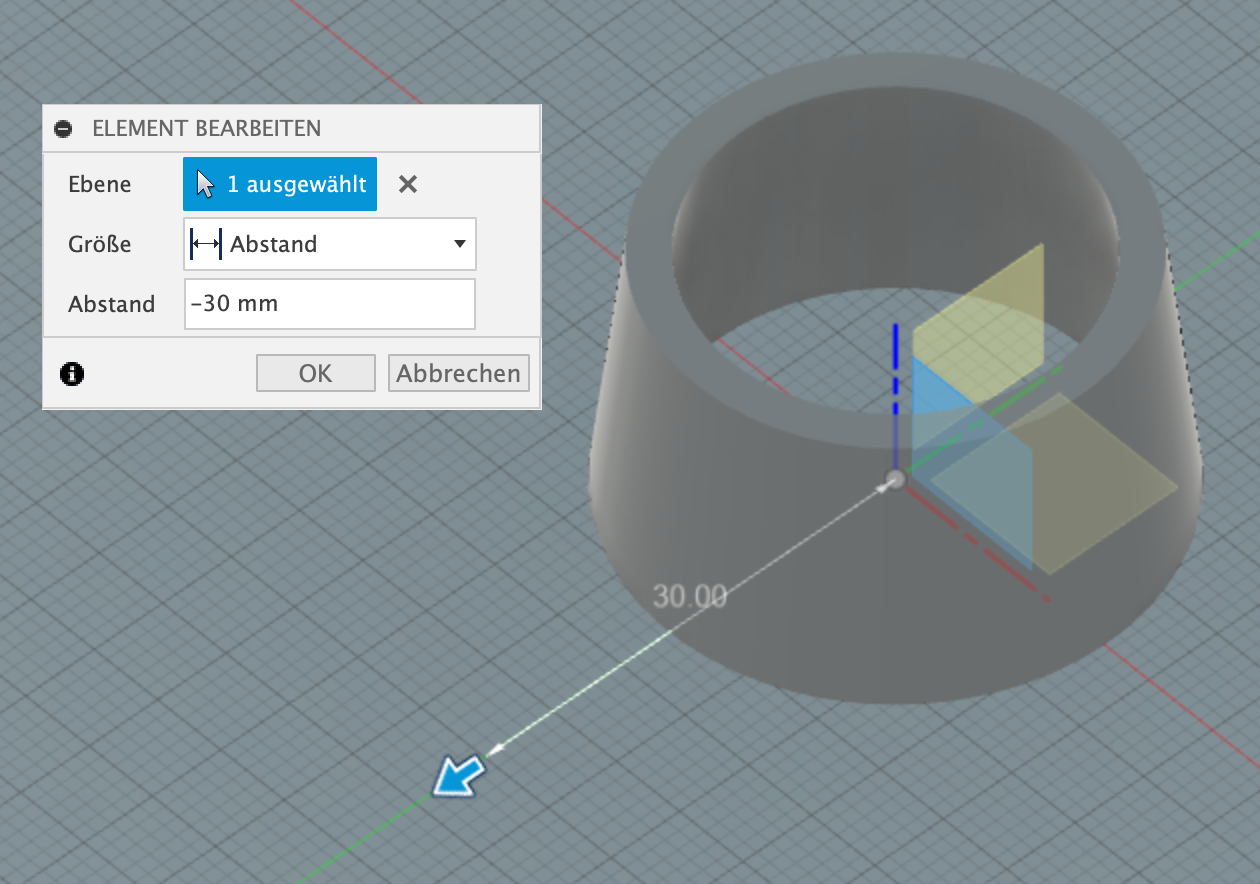 ELEMENT BEARBEITEN
Ebene 1 ausgewählt
Größe Abstand
Abstand -30 mm
OK Abbrechen
30.00